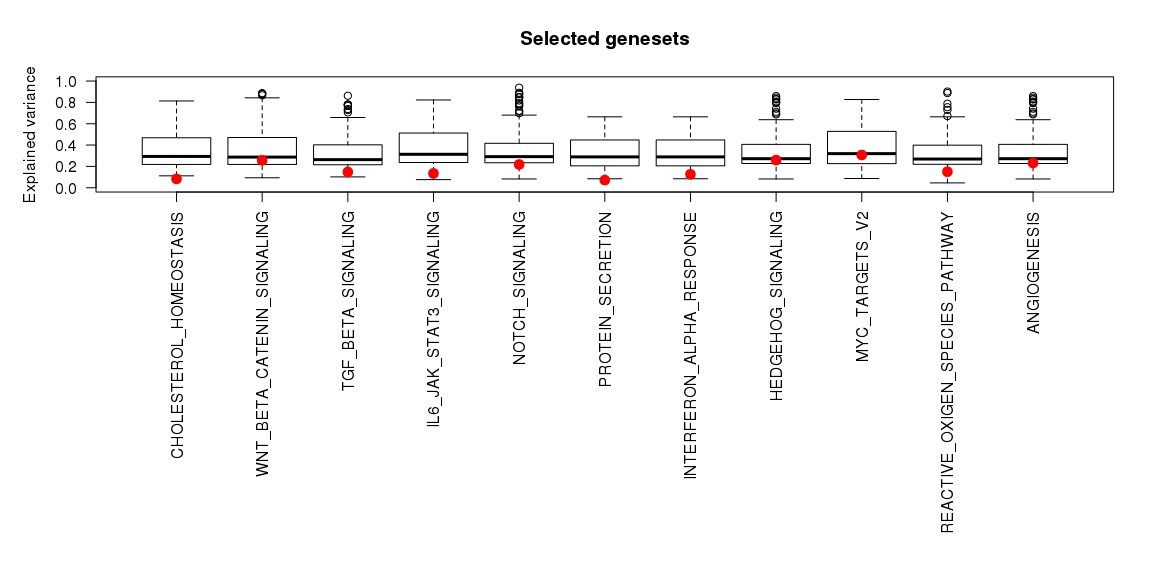 Selected genesets
Explained variance
1.0
0.8
0.6
0.4
0.2
0.0
CHOLESTEROL_HOMEOSTASIS
WNT_BETA_CATENIN_SIGNALING
TGF_BETA_SIGNALING
IL6_JAK_STAT3_SIGNALING
NOTCH_SIGNALING
PROTEIN_SECRETION
INTERFERON_ALPHA_RESPONSE
HEDGEHOG_SIGNALING
MYC_TARGETS_V2
REACTIVE_OXIGEN_SPECIES_PATHWAY
ANGIOGENESIS